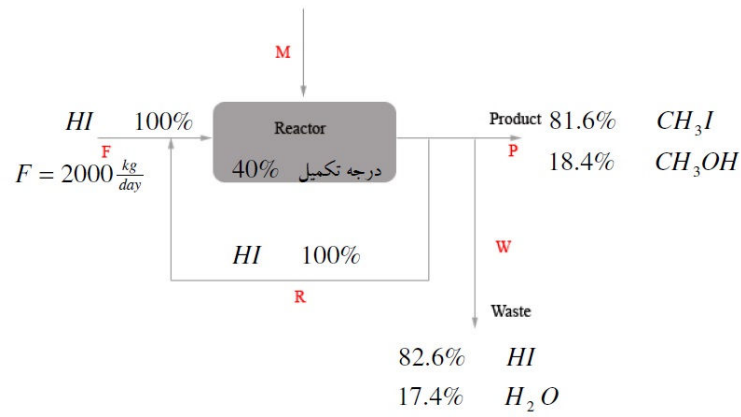 M
HI 100%
F
F = 2000 kg/day
Reactor
40% درجه تکمیل
Product 81.6% CH₃I
P
18.4% CH₃OH
HI 100%
R
W
Waste
82.6% HI
17.4% H₂O